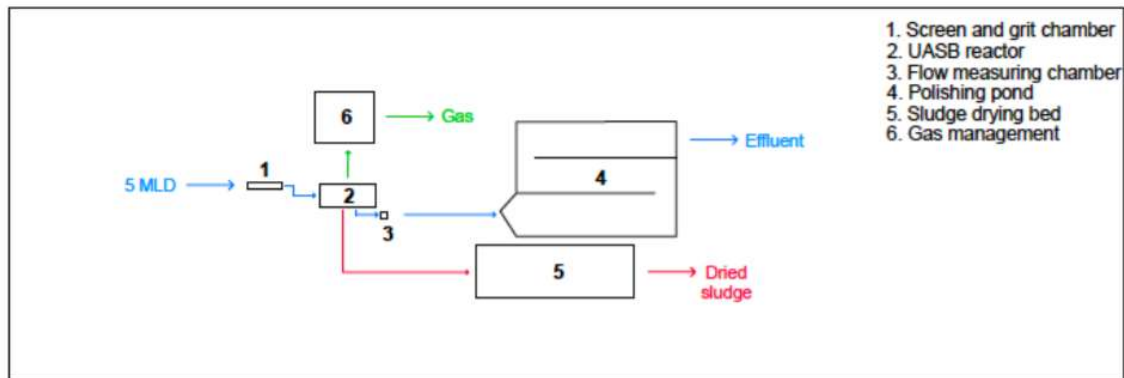 1. Screen and grit chamber
2. UASB reactor
3. Flow measuring chamber
4. Polishing pond
5. Sludge drying bed
6. Gas management
6
Gas
Effluent
1
5 MLD
2
4
3
5
Dried
sludge